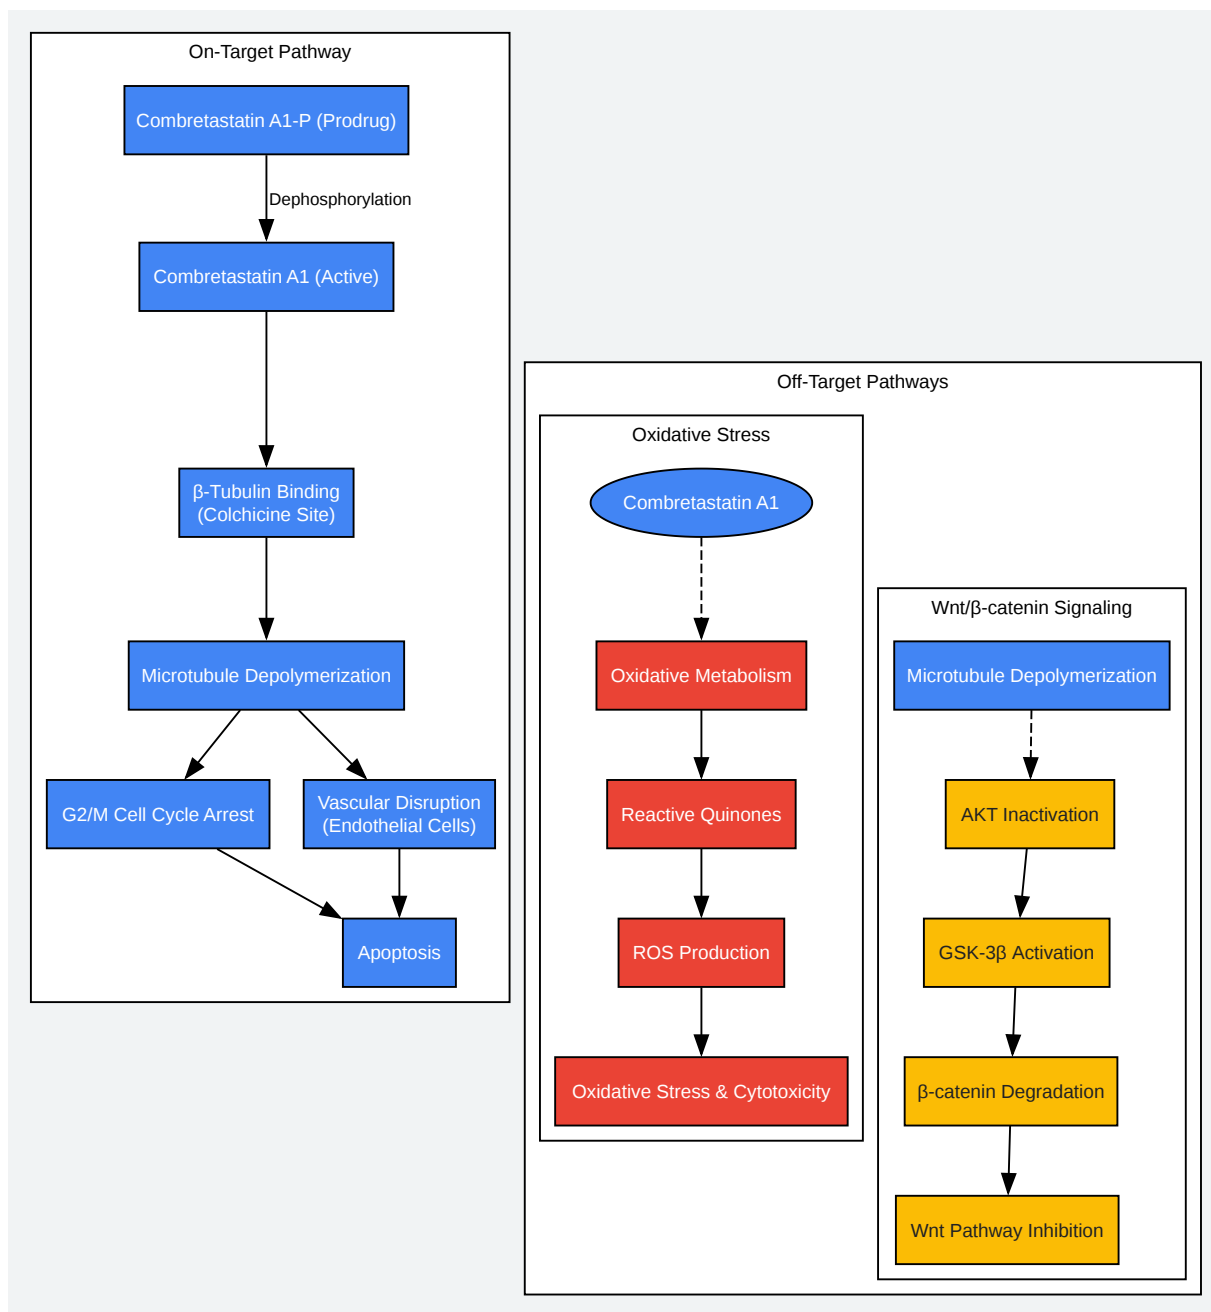 On-Target Pathway
Combretastatin A1-P (Prodrug)
Dephosphorylation
Combretastatin A1 (Active)
β-Tubulin Binding
(Colchicine Site)
Microtubule Depolymerization
G2/M Cell Cycle Arrest
Vascular Disruption
(Endothelial Cells)
Apoptosis
Off-Target Pathways
Oxidative Stress
Combretastatin A1
Oxidative Metabolism
Reactive Quinones
ROS Production
Oxidative Stress & Cytotoxicity
Wnt/β-catenin Signaling
Microtubule Depolymerization
AKT Inactivation
GSK-3β Activation
β-catenin Degradation
Wnt Pathway Inhibition